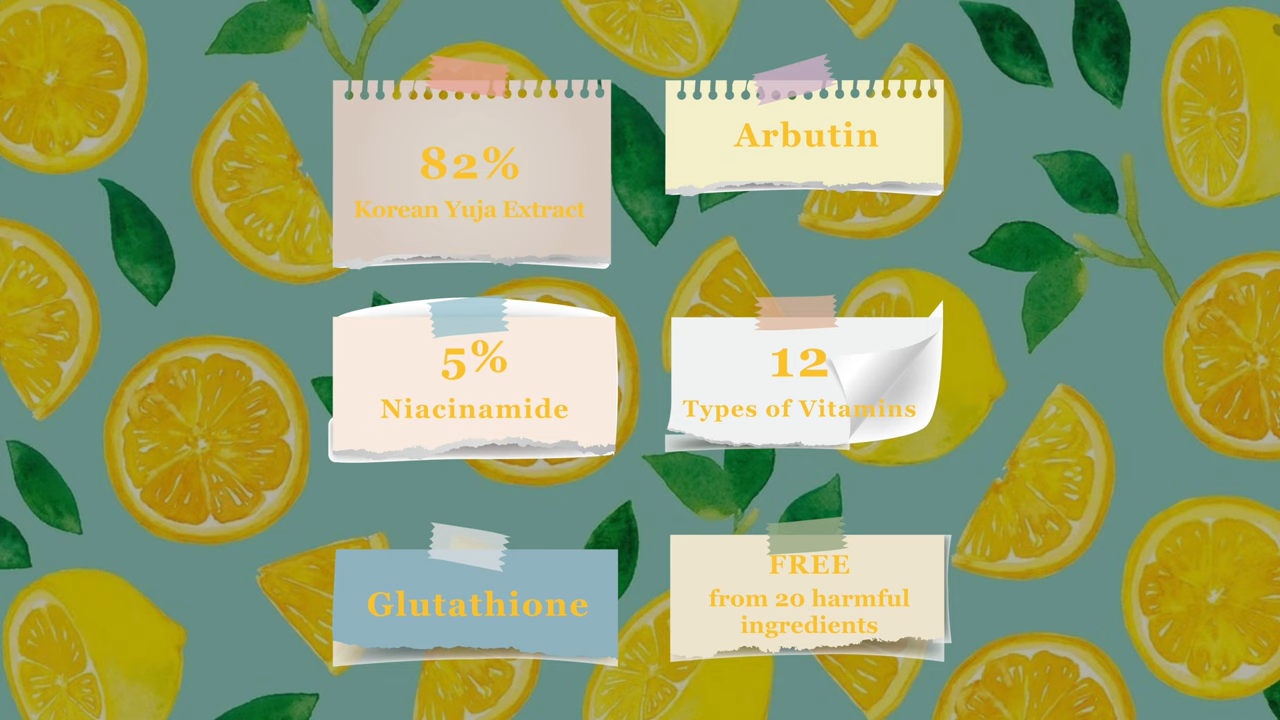 82%
Korean Yuja Extract
Arbutin
5%
Niacinamide
12
Types of Vitamins
Glutathione
FREE
from 20 harmful
ingredients